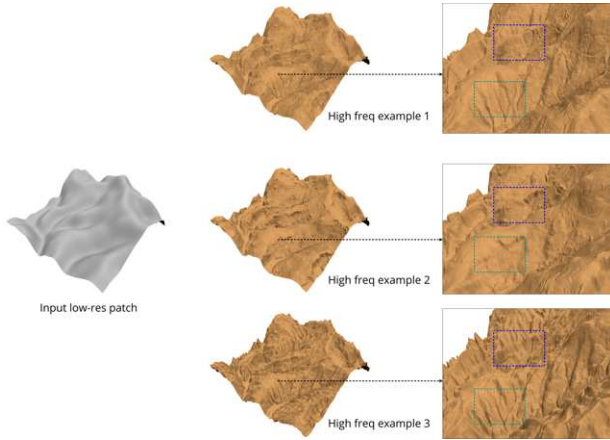 High freq example 1
Input low-res patch
High freq example 2
High freq example 3